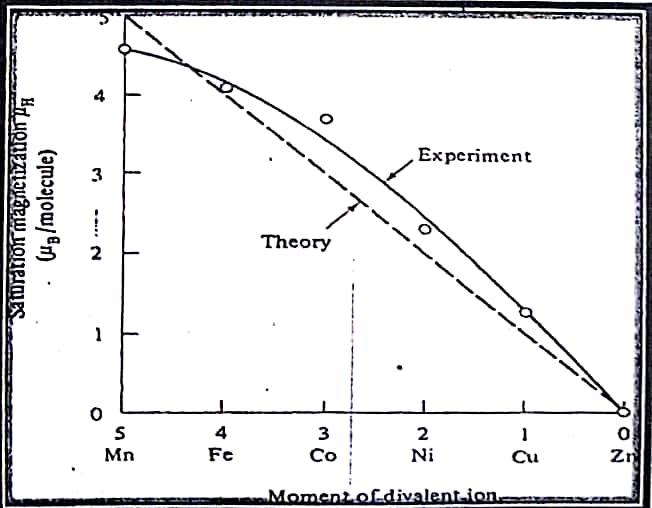 Saturation magnetization μH
(μB/molecule)
5
4
3
2
1
0
Experiment
Theory
5 4 3 2 1 0
Mn Fe Co Ni Cu Zn
Moment of divalent ion